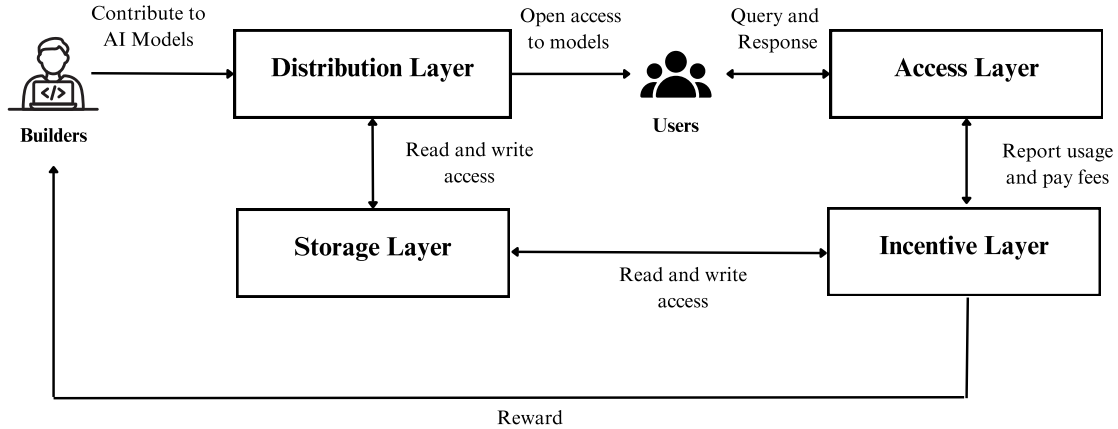 Contribute to
AI Models
Open access
to models
Query and
Response
Distribution Layer
Access Layer
</>
Builders
Users
Read and write
access
Report usage
and pay fees
Storage Layer
Incentive Layer
Read and write
access
Reward